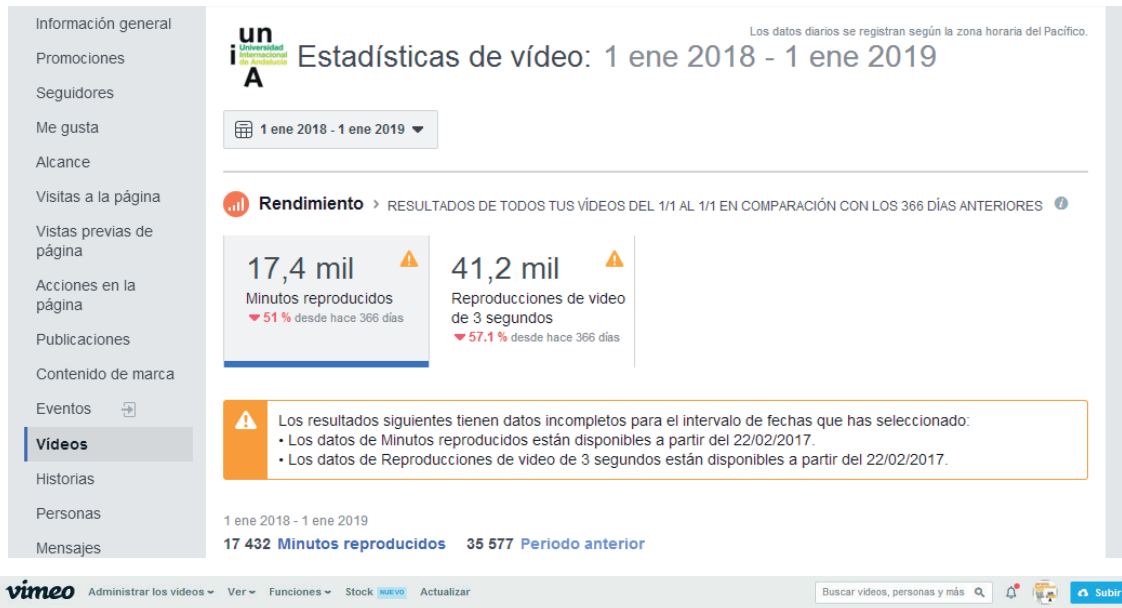 Información general
Promociones
Seguidores
Me gusta
Alcance
Visitas a la página
Vistas previas de
página
Acciones en la
página
Publicaciones
Contenido de marca
Eventos
Vídeos
Historias
Personas
Mensajes
un
i Universidad
Internacional
de Andalucía
A
Los datos diarios se registran según la zona horaria del Pacífico.
Estadísticas de vídeo: 1 ene 2018 - 1 ene 2019
1 ene 2018 - 1 ene 2019
Rendimiento > RESULTADOS DE TODOS TUS VÍDEOS DEL 1/1 AL 1/1 EN COMPARACIÓN CON LOS 366 DÍAS ANTERIORES
17,4 mil
Minutos reproducidos
51 % desde hace 366 días
41,2 mil
Reproducciones de video
de 3 segundos
57.1 % desde hace 366 días
Los resultados siguientes tienen datos incompletos para el intervalo de fechas que has seleccionado:
• Los datos de Minutos reproducidos están disponibles a partir del 22/02/2017.
• Los datos de Reproducciones de video de 3 segundos están disponibles a partir del 22/02/2017.
1 ene 2018 - 1 ene 2019
17 432 Minutos reproducidos 35 577 Periodo anterior
vimeo Administrar los videos Ver Funciones Stock NUEVO Actualizar Buscar videos, personas y más Subir